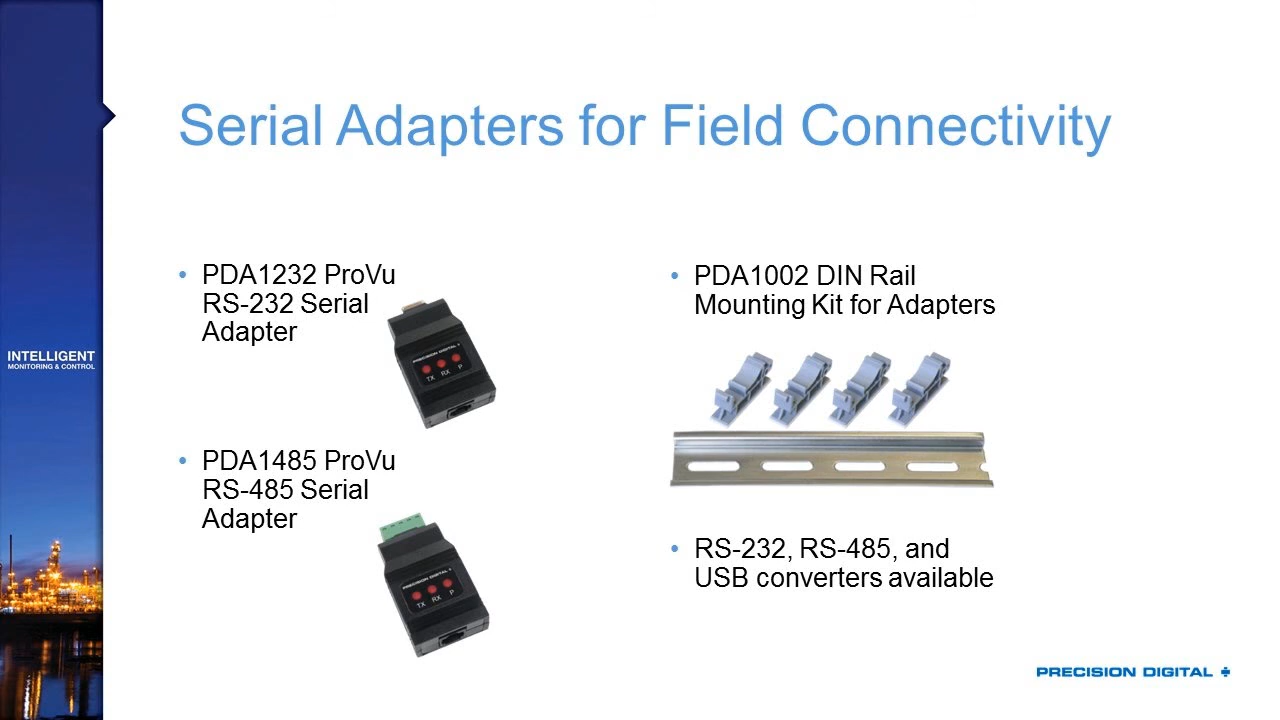 Serial Adapters for Field Connectivity
INTELLIGENT
MONITORING & CONTROL
• PDA1232 ProVu
RS-232 Serial
Adapter
PRECISION DIGITAL +
TX RX P
• PDA1485 ProVu
RS-485 Serial
Adapter
PRECISION DIGITAL +
TX RX P
• PDA1002 DIN Rail
Mounting Kit for Adapters
• RS-232, RS-485, and
USB converters available
PRECISION DIGITAL +